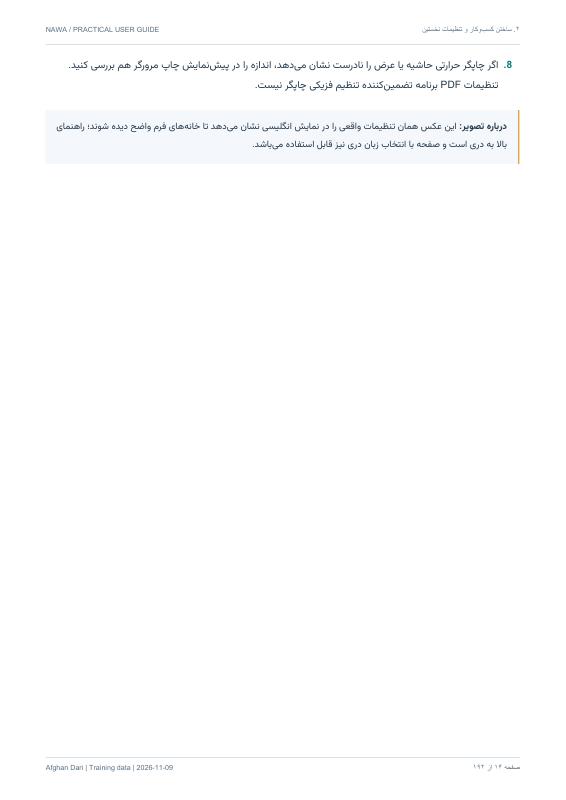 NAWA / PRACTICAL USER GUIDE
۴. ساختن کسب‌وکار و تنظیمات نخستین
8. اگر چاپگر حرارتی حاشیه یا عرض را نادرست نشان می‌دهد، اندازه را در پیش‌نمایش چاپ مرورگر هم بررسی کنید.
تنظیمات PDF برنامه تضمین‌کننده تنظیم فزیکی چاپگر نیست.
درباره تصویر: این عکس همان تنظیمات واقعی را در نمایش انگلیسی نشان می‌دهد تا خانه‌های فرم واضح دیده شوند؛ راهنمای
بالا به دری است و صفحه با انتخاب زبان دری نیز قابل استفاده می‌باشد.
Afghan Dari | Training data | 2026-11-09
صفحه ۱۴ از ۱۹۲